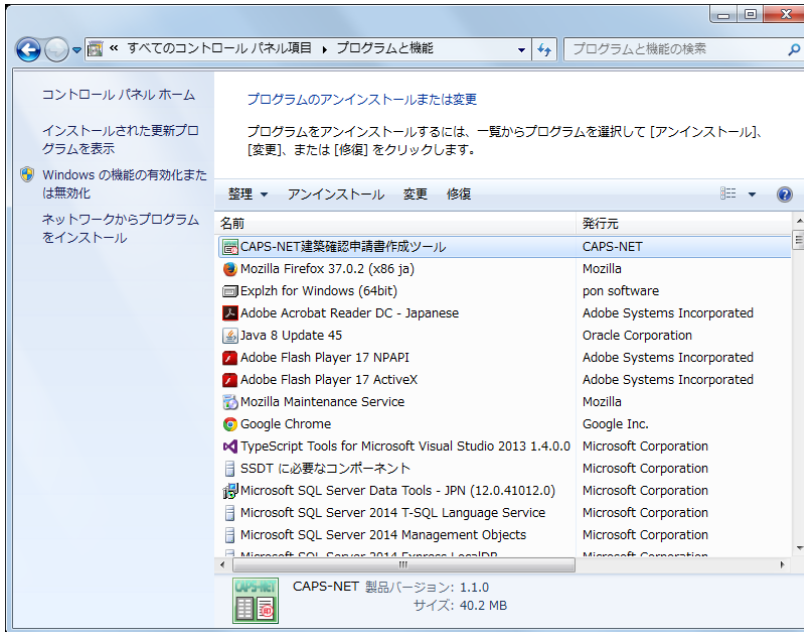 « すべてのコントロール パネル項目 ▸ プログラムと機能
プログラムと機能の検索
コントロール パネル ホーム
インストールされた更新プロ
グラムを表示
Windows の機能の有効化また
は無効化
ネットワークからプログラム
をインストール
プログラムのアンインストールまたは変更
プログラムをアンインストールするには、一覧からプログラムを選択して [アンインストール]、
[変更]、または [修復] をクリックします。
整理 アンインストール 変更 修復
名前 発行元
CAPS-NET建築確認申請書作成ツール CAPS-NET
Mozilla Firefox 37.0.2 (x86 ja) Mozilla
Explzh for Windows (64bit) pon software
Adobe Acrobat Reader DC - Japanese Adobe Systems Incorporated
Java 8 Update 45 Oracle Corporation
Adobe Flash Player 17 NPAPI Adobe Systems Incorporated
Adobe Flash Player 17 ActiveX Adobe Systems Incorporated
Mozilla Maintenance Service Mozilla
Google Chrome Google Inc.
TypeScript Tools for Microsoft Visual Studio 2013 1.4.0.0 Microsoft Corporation
SSDT に必要なコンポーネント Microsoft Corporation
Microsoft SQL Server Data Tools - JPN (12.0.41012.0) Microsoft Corporation
Microsoft SQL Server 2014 T-SQL Language Service Microsoft Corporation
Microsoft SQL Server 2014 Management Objects Microsoft Corporation
Microsoft SQL Server 2014 Express LocalDB Microsoft Corporation
CAPS-NET
CAPS-NET 製品バージョン: 1.1.0
サイズ: 40.2 MB